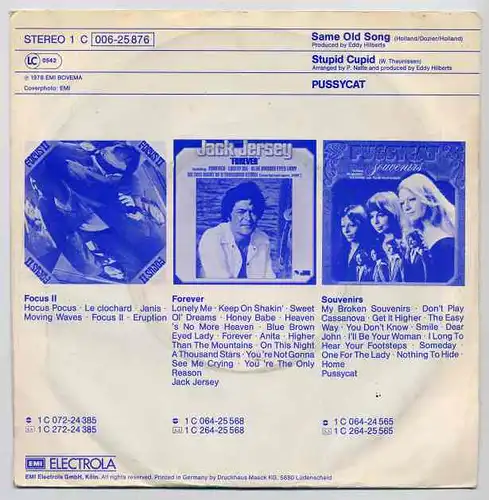 STEREO 1 C 006-25 876
LC 0542
℗ 1978 EMI BOVEMA
Coverphoto: EMI
Same Old Song (Holland/Dozier/Holland)
Produced by Eddy Hilberts
Stupid Cupid (W. Theunissen)
Arranged by P. Nelte and produced by Eddy Hilberts
PUSSYCAT
FOCUS II
FOCUS II
FOCUS II
FOCUS II
Jack Jersey
"FOREVER"
PUSSYCAT
souvenirs
Focus II
Hocus Pocus · Le clochard · Janis ·
Moving Waves · Focus II · Eruption
Forever
Lonely Me · Keep On Shakin' · Sweet
Ol' Dreams · Honey Babe · Heaven
's No More Heaven · Blue Brown
Eyed Lady · Forever · Anita · Higher
Than The Mountains · On This Night
A Thousand Stars · You're Not Gonna
See Me Crying · You're The Only
Reason
Jack Jersey
Souvenirs
My Broken Souvenirs · Don't Play
Cassanova · Get It Higher · The Easy
Way · You Don't Know · Smile · Dear
John · I'll Be Your Woman · I Long To
Hear Your Footsteps · Someday ·
One For The Lady · Nothing To Hide ·
Home
Pussycat
1 C 072-24 385
1 C 272-24 385
1 C 064-25 568
1 C 264-25 568
1 C 064-24 565
1 C 264-25 565
EMI ELECTROLA
EMI Electrola GmbH, Köln. All rights reserved. Printed in Germany by Druckhaus Maack KG, 5880 Lüdenscheid